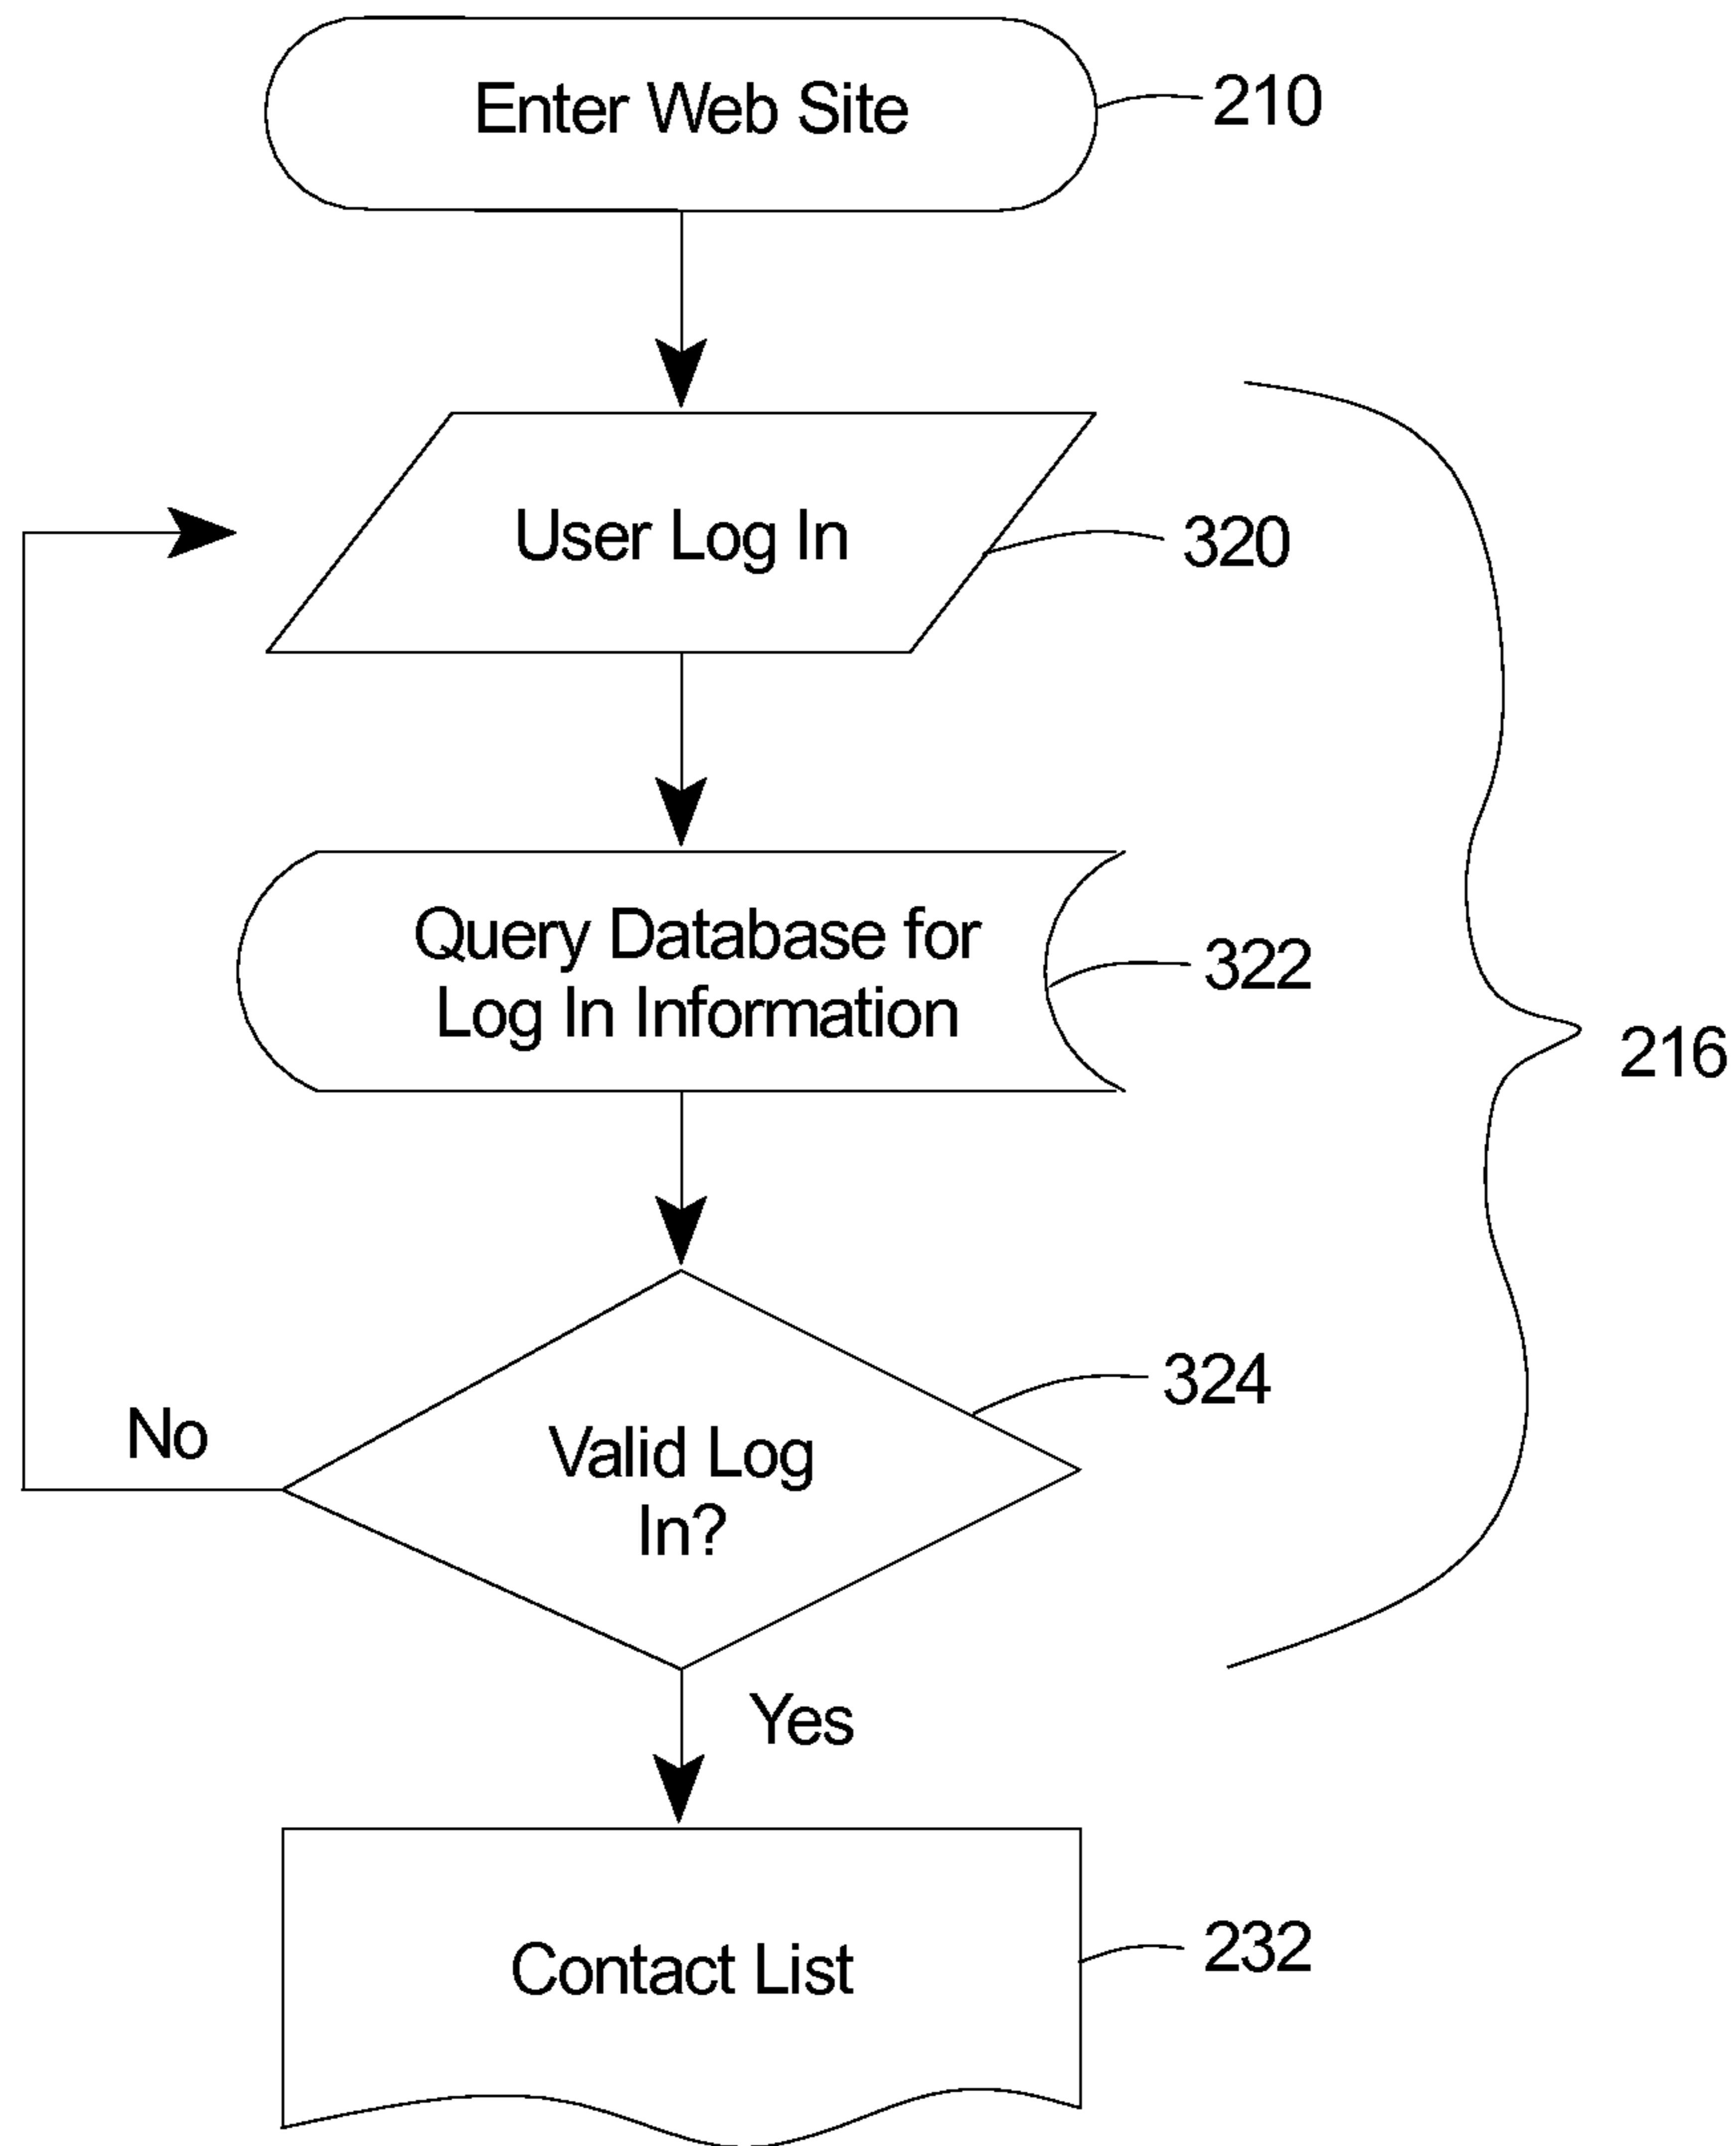 Enter Web Site
210
User Log In
320
Query Database for
Log In Information
322
216
Valid Log
In?
324
No
Yes
Contact List
232